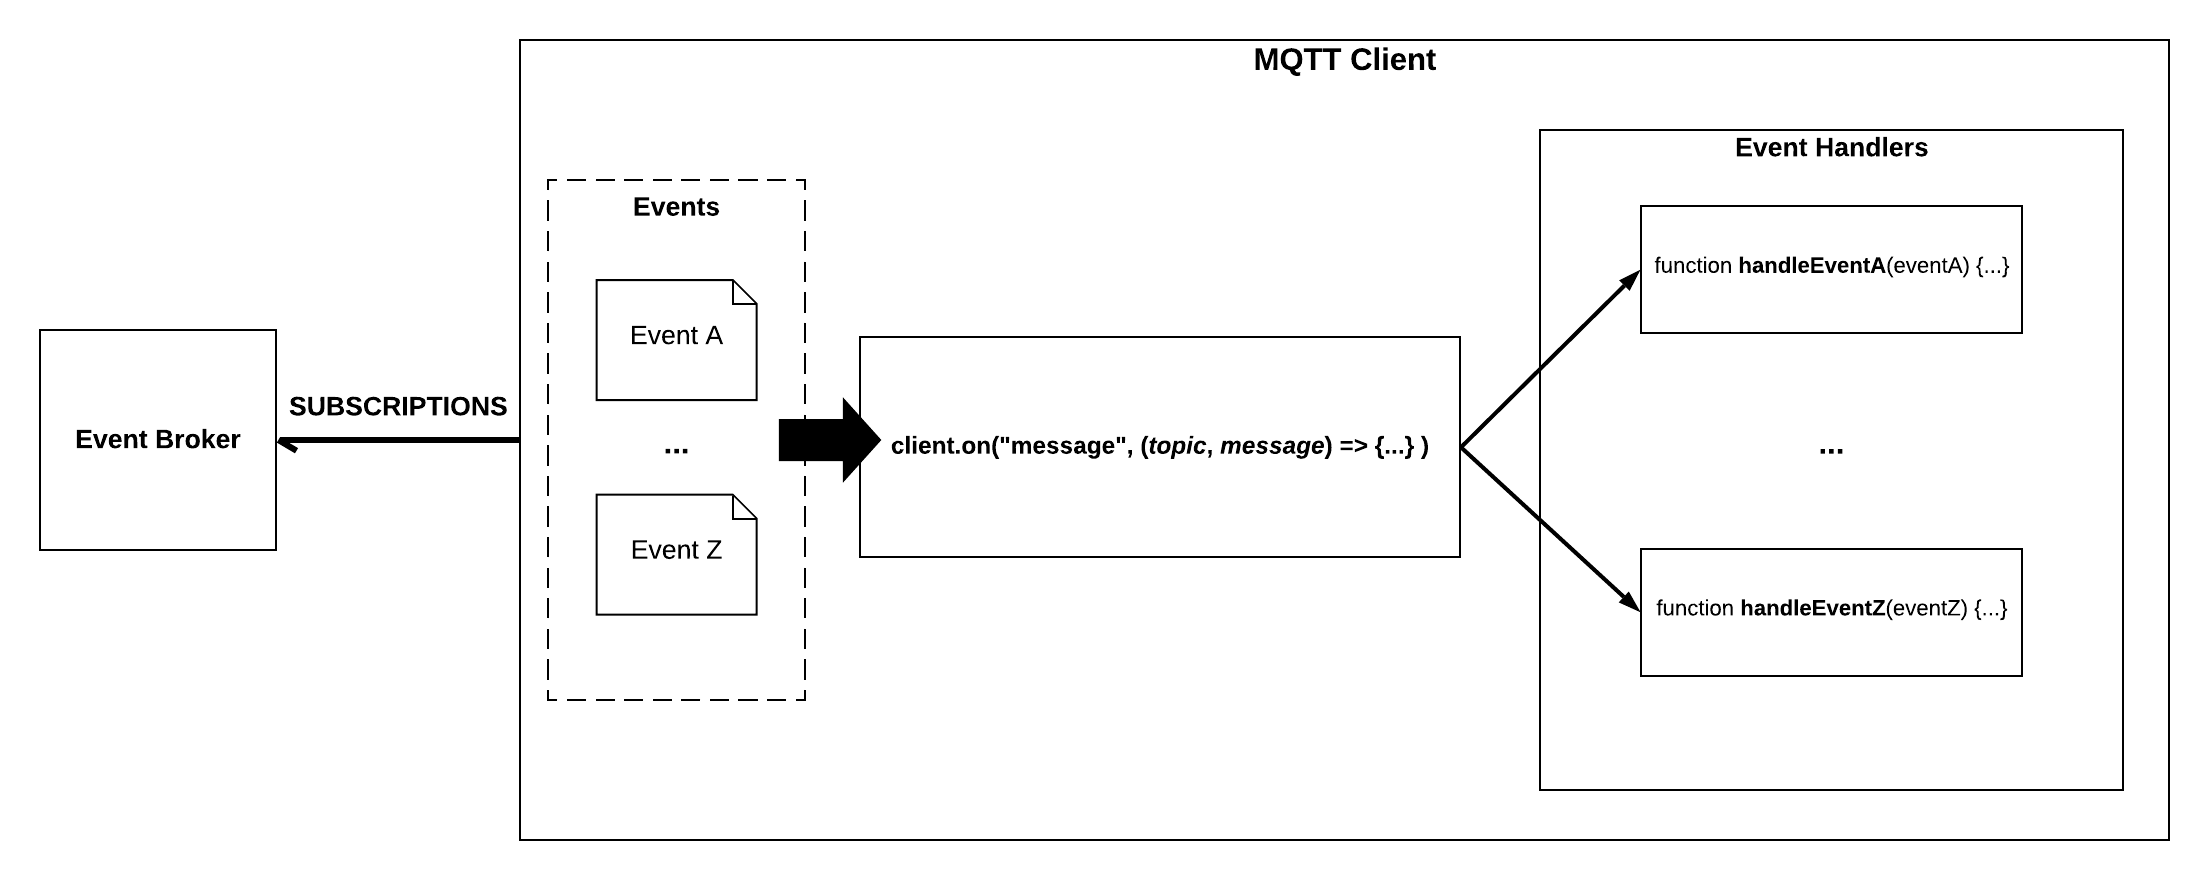 MQTT Client
Event Handlers
Events
function handleEventA(eventA) {...}
Event A
SUBSCRIPTIONS
Event Broker
...
client.on("message", (topic, message) => {...} )
...
Event Z
function handleEventZ(eventZ) {...}